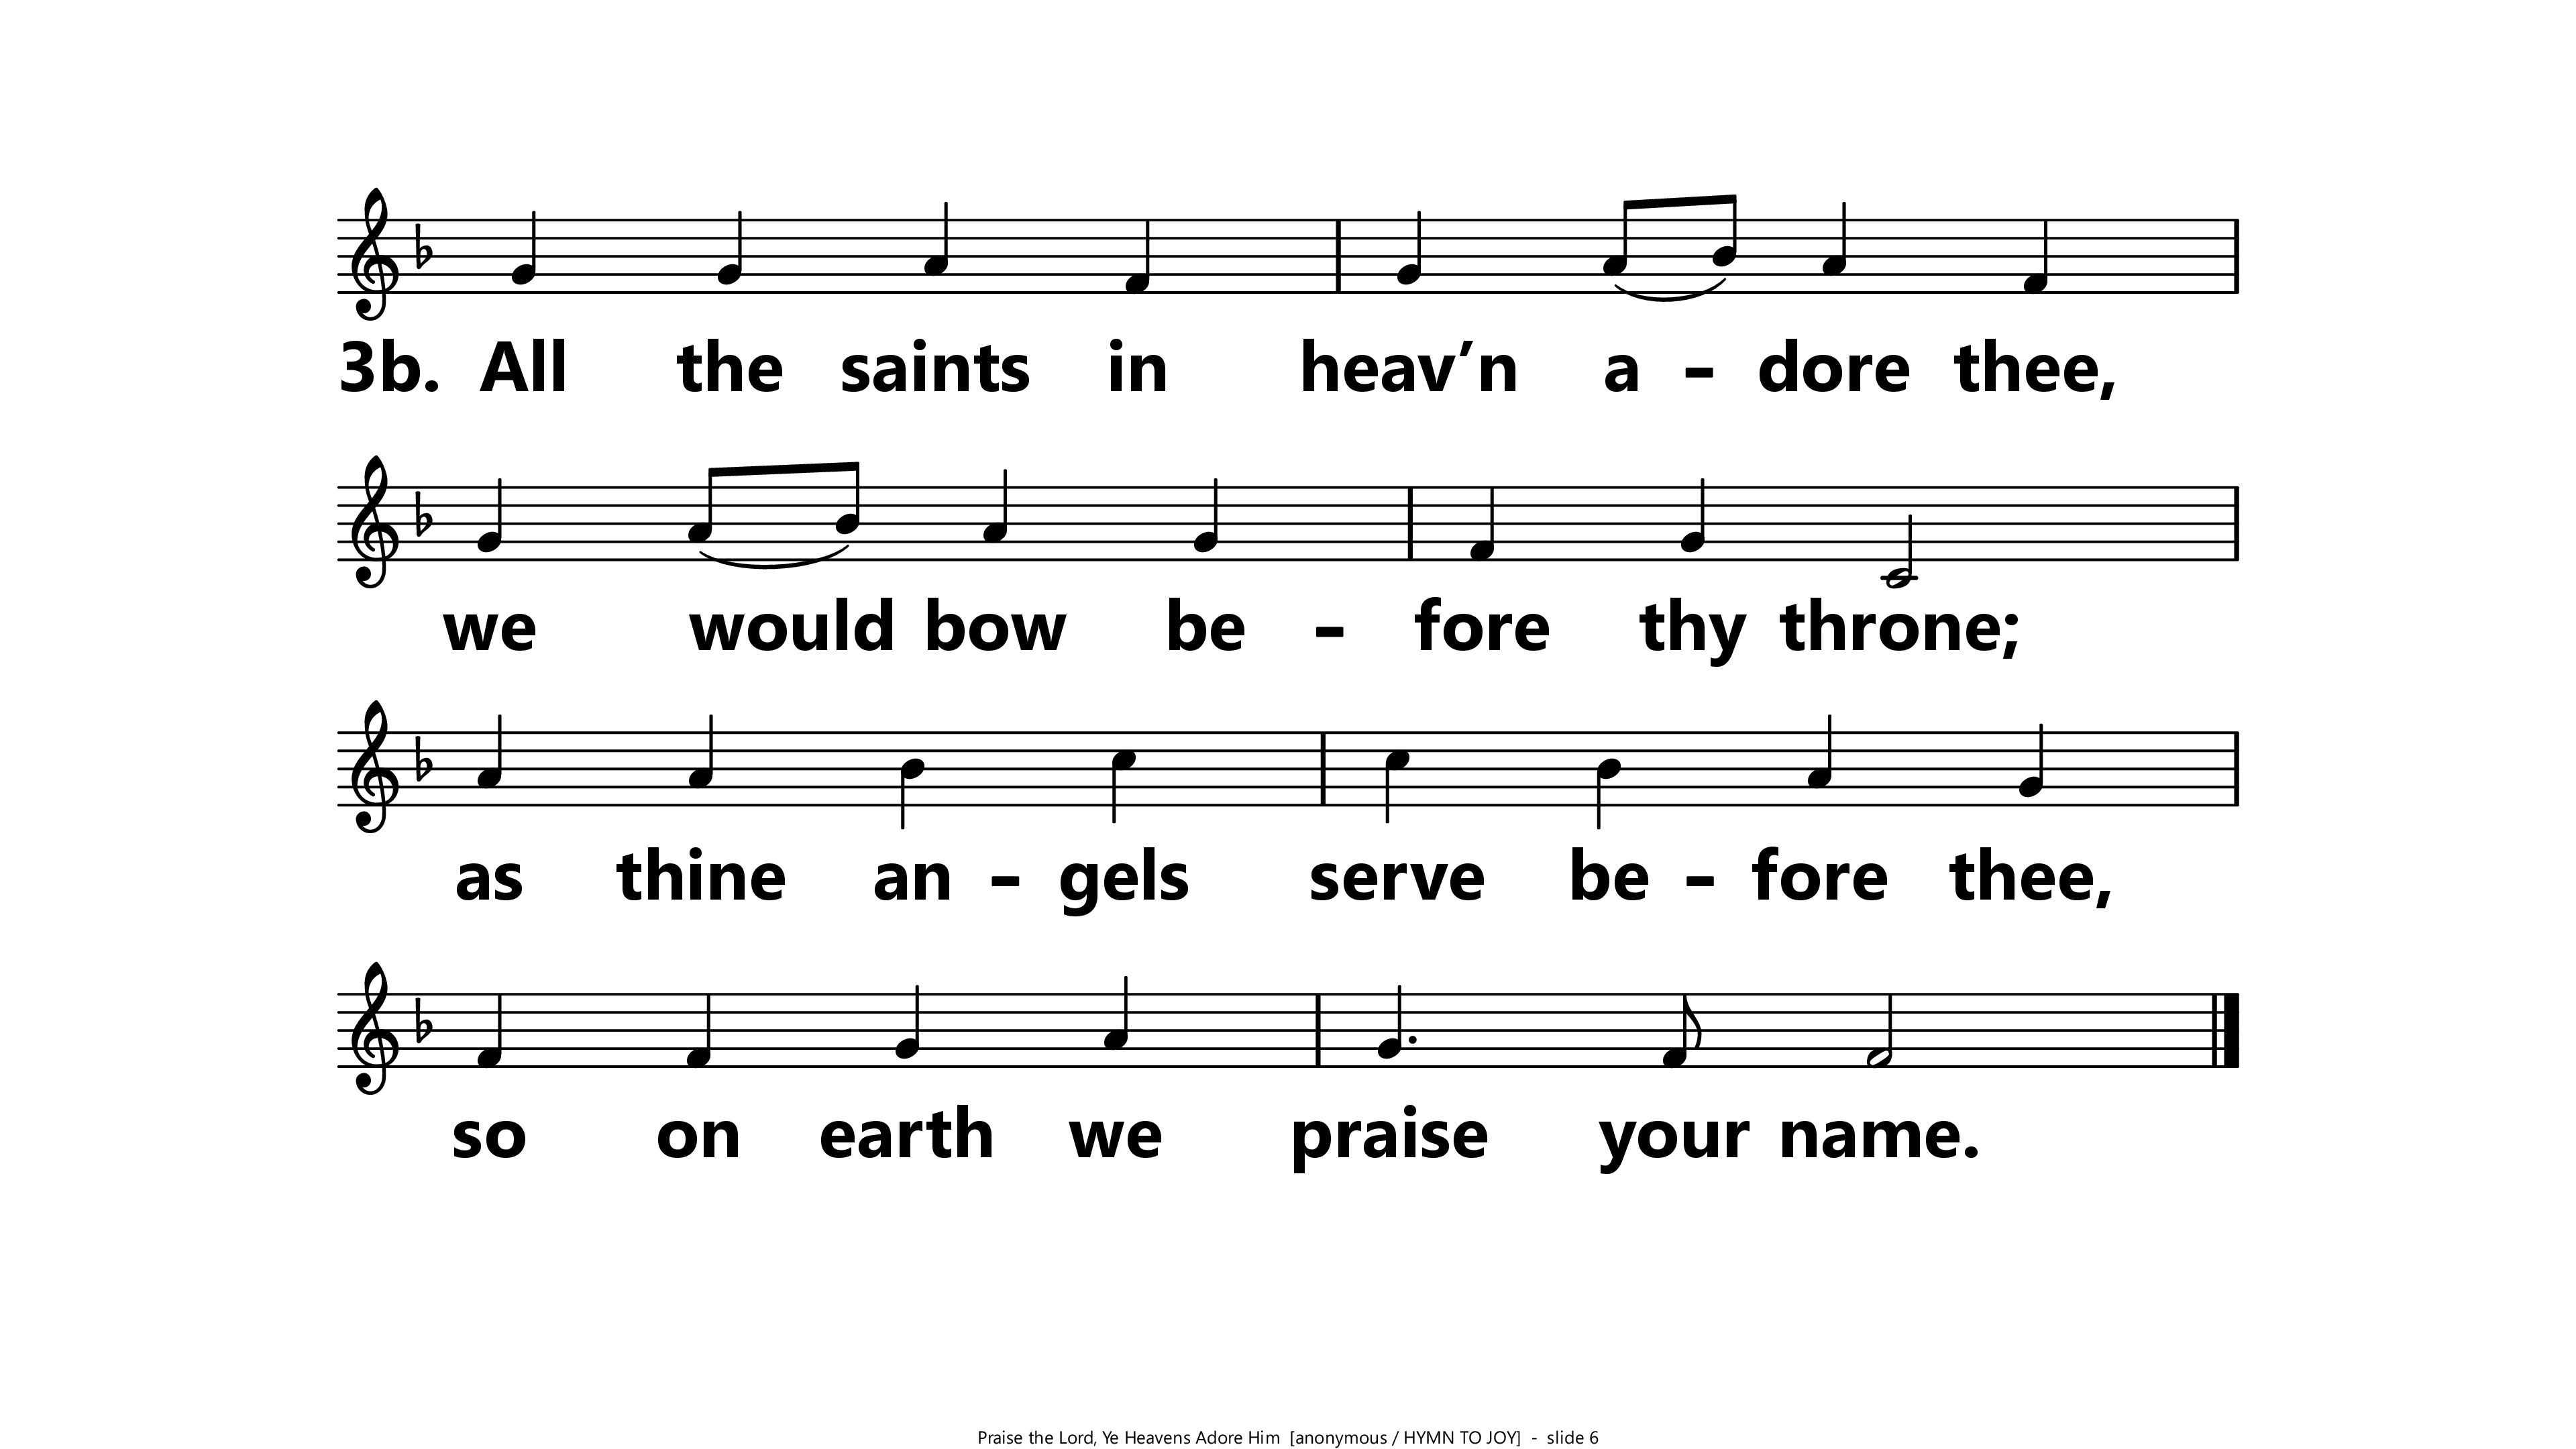 3b. All the saints in heav’n a - dore thee,
we would bow be - fore thy throne;
as thine an - gels serve be - fore thee,
so on earth we praise your name.
Praise the Lord, Ye Heavens Adore Him [anonymous / HYMN TO JOY] - slide 6